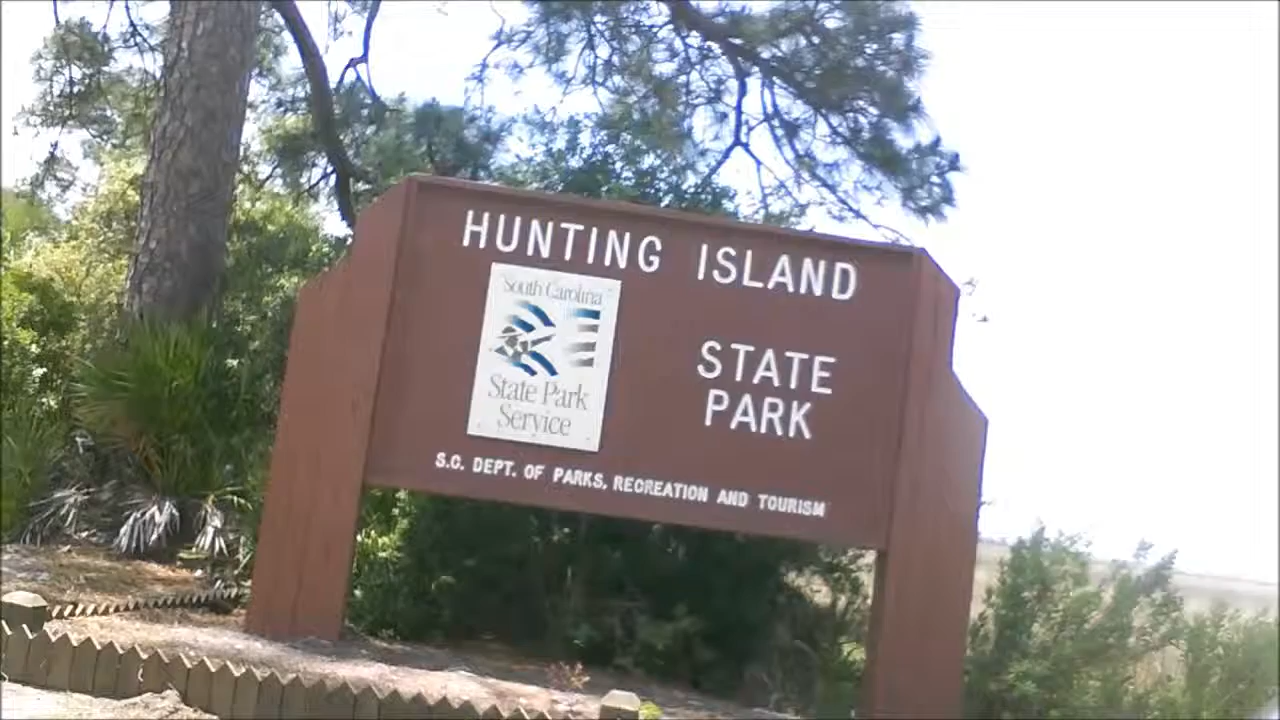 HUNTING ISLAND
South Carolina
State Park
Service
STATE
PARK
S.C. DEPT. OF PARKS, RECREATION AND TOURISM